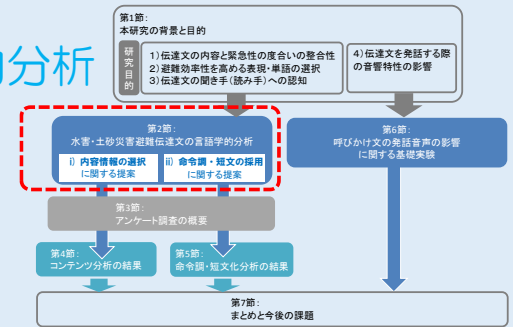 的分析
第1節:
本研究の背景と目的
研究目的
1)伝達文の内容と緊急性の度合いの整合性
2)避難効率性を高める表現・単語の選択
3)伝達文の聞き手(読み手)への認知
4)伝達文を発話する際
の音響特性の影響
第2節:
水害・土砂災害避難伝達文の言語学的分析
ⅰ) 内容情報の選択
に関する提案
ⅱ) 命令調・短文の採用
に関する提案
第6節:
呼びかけ文の発話音声の影響
に関する基礎実験
第3節:
アンケート調査の概要
第4節:
コンテンツ分析の結果
第5節:
命令調・短文化分析の結果
第7節:
まとめと今後の課題